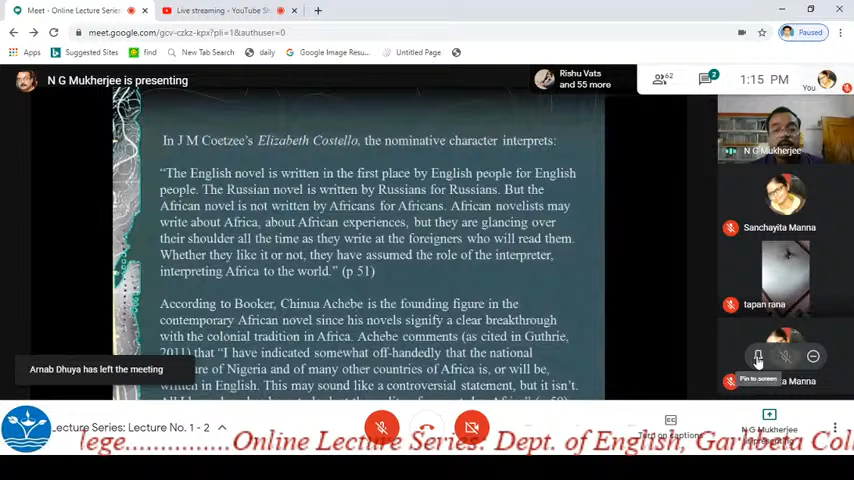 Meet - Online Lecture Series:
Live streaming - YouTube
meet.google.com/gcv-czkz-kpx?pli=1&authuser=0
Paused
Apps
Suggested Sites
find
New Tab Search
daily
Google Image Resu...
Untitled Page
N G Mukherjee is presenting
Rishu Vats
and 55 more
62
2
1:15 PM
You
In J M Coetzee's Elizabeth Costello, the nominative character interprets:
"The English novel is written in the first place by English people for English
people. The Russian novel is written by Russians for Russians. But the
African novel is not written by Africans for Africans. African novelists may
write about Africa, about African experiences, but they are glancing over
their shoulder all the time as they write at the foreigners who will read them.
Whether they like it or not, they have assumed the role of the interpreter,
interpreting Africa to the world." (p 51)
According to Booker, Chinua Achebe is the founding figure in the
contemporary African novel since his novels signify a clear breakthrough
with the colonial tradition in Africa. Achebe comments (as cited in Guthrie,
2011) that "I have indicated somewhat off-handedly that the national
ure of Nigeria and of many other countries of Africa is, or will be,
written in English. This may sound like a controversial statement, but it isn't.
N G Mukherjee
Sanchayita Manna
tapan rana
Pin to screen
ta Manna
Arnab Dhuya has left the meeting
Lecture Series: Lecture No. 1 - 2
Turn on captions
N G Mukherjee
is presenting
lege...............Online Lecture Series: Dept. of English, Garhbeta Col